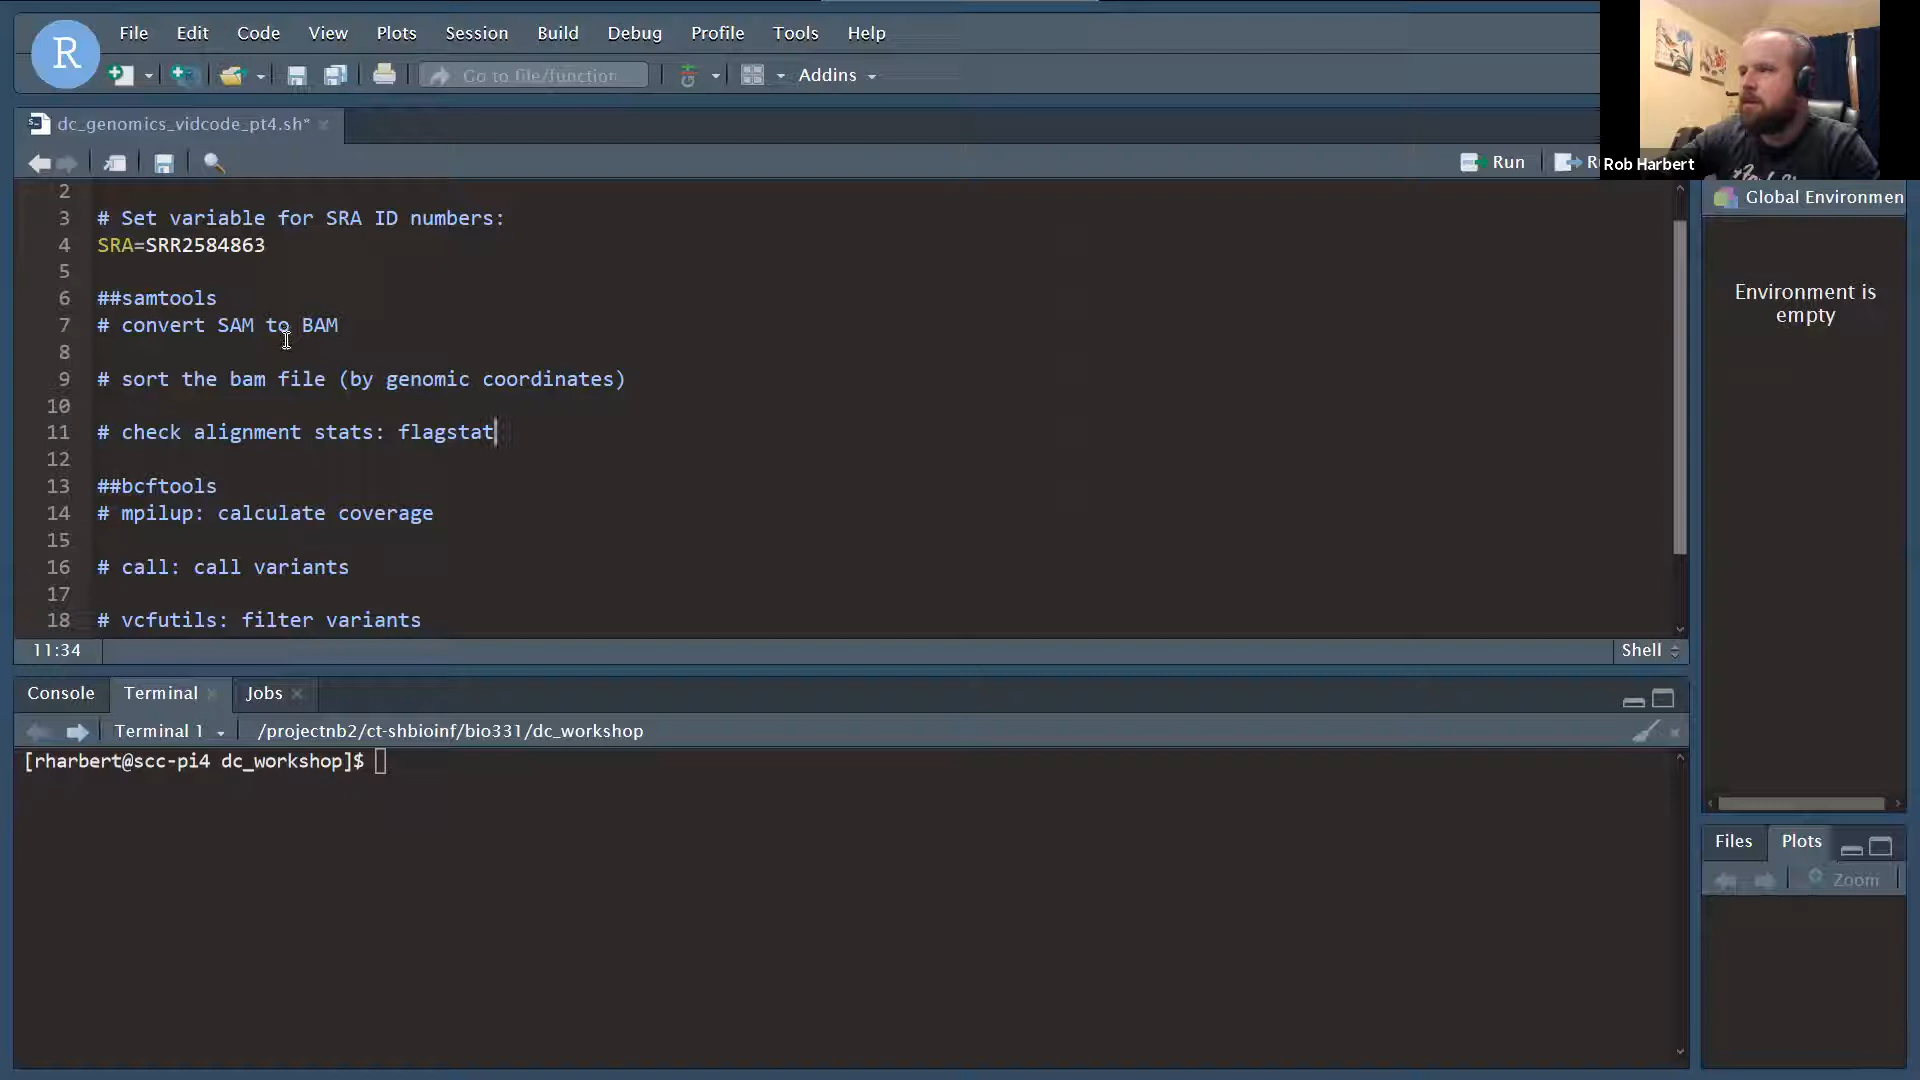 R
File Edit Code View Plots Session Build Debug Profile Tools Help
Go to file/function
Addins
dc_genomics_vidcode_pt4.sh*
Run
R
Rob Harbert
2
3 # Set variable for SRA ID numbers:
4 SRA=SRR2584863
5
6 ##samtools
7 # convert SAM to BAM
8
9 # sort the bam file (by genomic coordinates)
10
11 # check alignment stats: flagstat
12
13 ##bcftools
14 # mpilup: calculate coverage
15
16 # call: call variants
17
18 # vcfutils: filter variants
11:34
Shell
Global Environmen
Environment is
empty
Console Terminal Jobs
Terminal 1 /projectnb2/ct-shbioinf/bio331/dc_workshop
[rharbert@scc-pi4 dc_workshop]$
Files Plots
Zoom